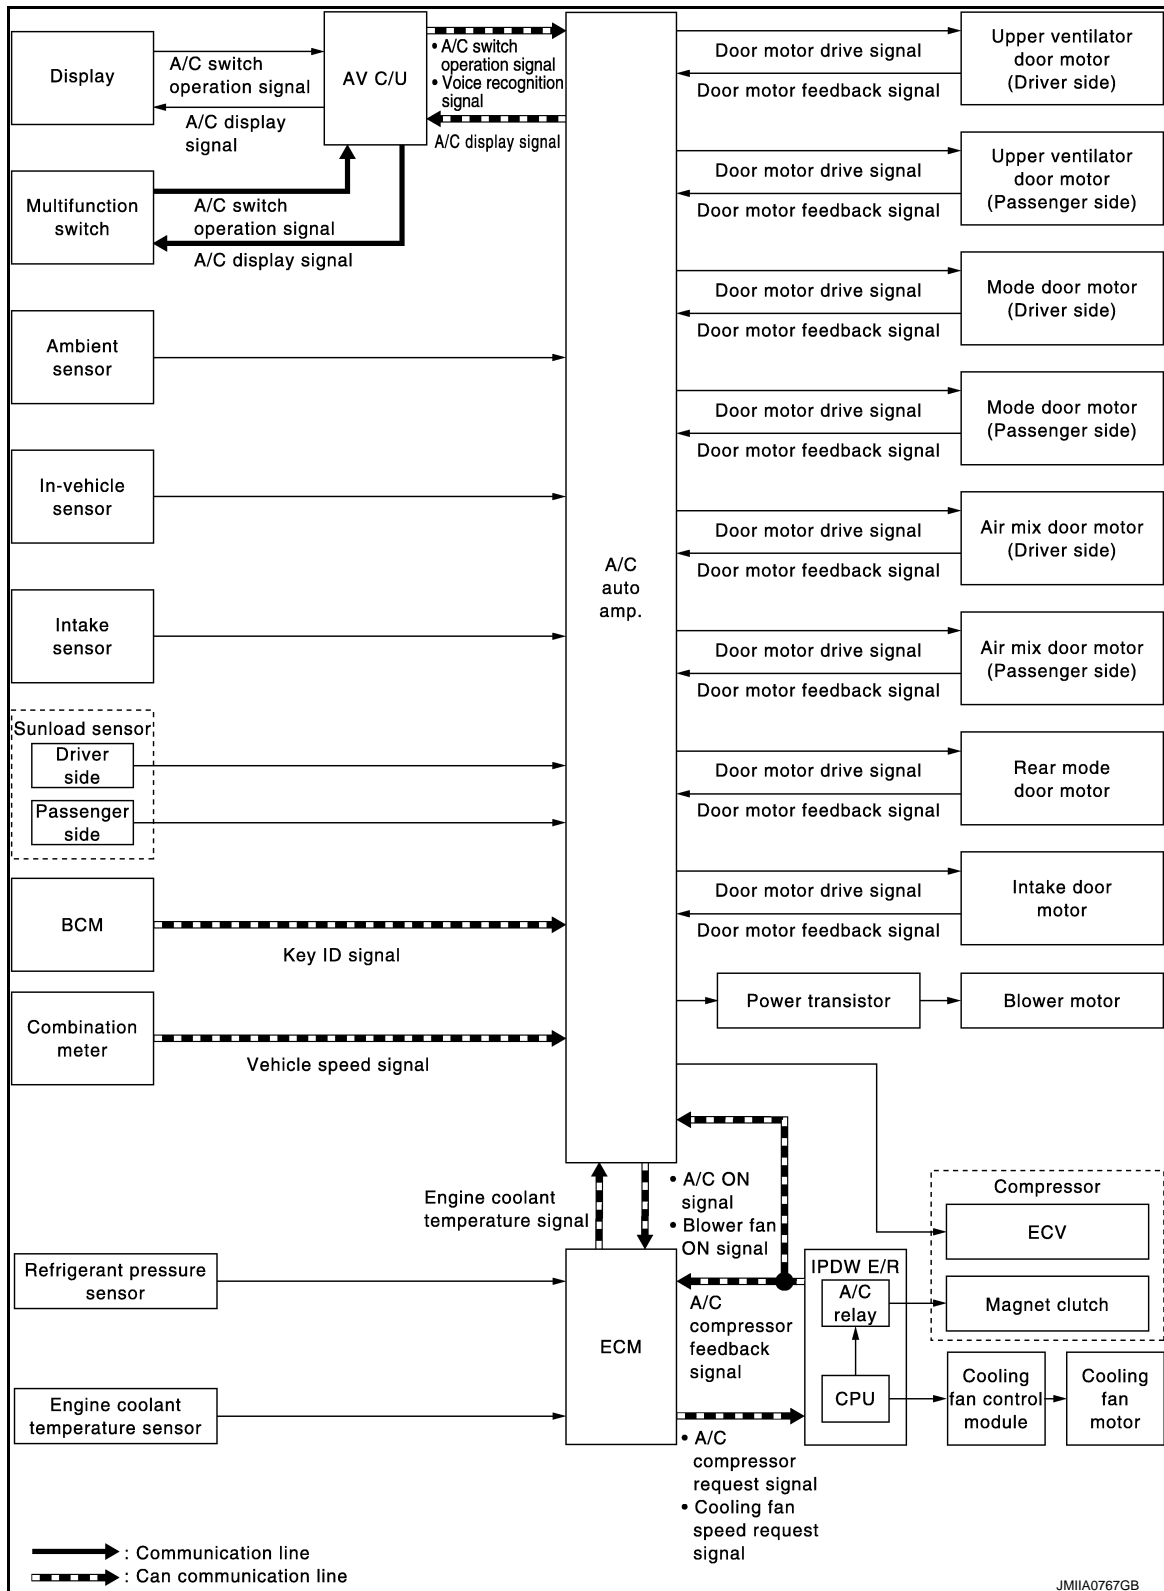 Display
A/C switch
operation signal
A/C display
signal
AV C/U
• A/C switch
operation signal
• Voice recognition
signal
A/C display signal
Multifunction
switch
A/C switch
operation signal
A/C display signal
Ambient
sensor
In-vehicle
sensor
Intake
sensor
Sunload sensor
Driver
side
Passenger
side
BCM
Key ID signal
Combination
meter
Vehicle speed signal
A/C
auto
amp.
Door motor drive signal
Door motor feedback signal
Upper ventilator
door motor
(Driver side)
Door motor drive signal
Door motor feedback signal
Upper ventilator
door motor
(Passenger side)
Door motor drive signal
Door motor feedback signal
Mode door motor
(Driver side)
Door motor drive signal
Door motor feedback signal
Mode door motor
(Passenger side)
Door motor drive signal
Door motor feedback signal
Air mix door motor
(Driver side)
Door motor drive signal
Door motor feedback signal
Air mix door motor
(Passenger side)
Door motor drive signal
Door motor feedback signal
Rear mode
door motor
Door motor drive signal
Door motor feedback signal
Intake door
motor
Power transistor
Blower motor
Engine coolant
temperature signal
• A/C ON
signal
• Blower fan
ON signal
Compressor
ECV
Magnet clutch
Refrigerant pressure
sensor
Engine coolant
temperature sensor
ECM
A/C
compressor
feedback
signal
IPDW E/R
A/C
relay
CPU
Cooling
fan control
module
Cooling
fan
motor
• A/C
compressor
request signal
• Cooling fan
speed request
signal
: Communication line
: Can communication line
JMIIA0767GB